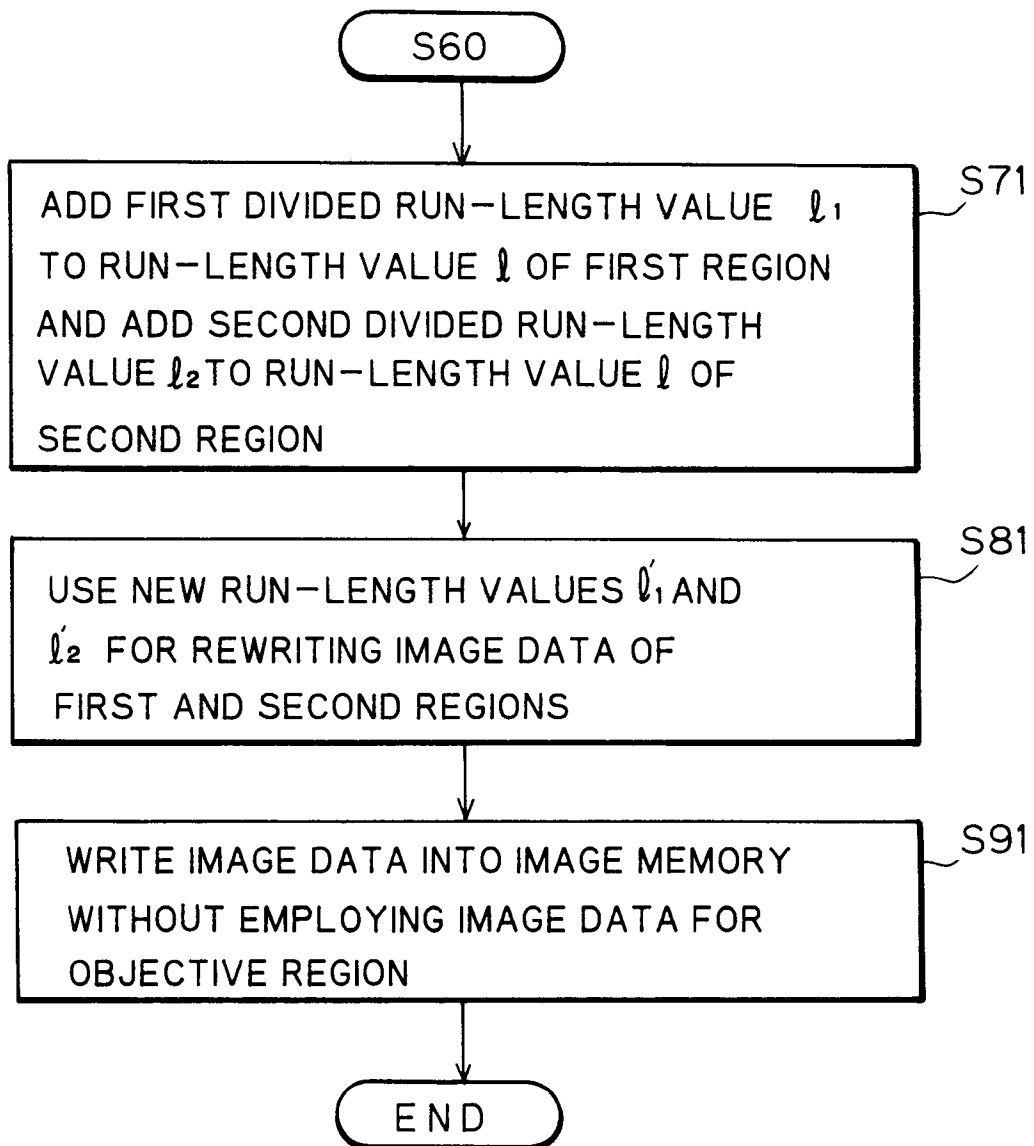 S60
S71
ADD FIRST DIVIDED RUN-LENGTH VALUE ℓ1
TO RUN-LENGTH VALUE ℓ OF FIRST REGION
AND ADD SECOND DIVIDED RUN-LENGTH
VALUE ℓ2 TO RUN-LENGTH VALUE ℓ OF
SECOND REGION
S81
USE NEW RUN-LENGTH VALUES ℓ'1 AND
ℓ'2 FOR REWRITING IMAGE DATA OF
FIRST AND SECOND REGIONS
S91
WRITE IMAGE DATA INTO IMAGE MEMORY
WITHOUT EMPLOYING IMAGE DATA FOR
OBJECTIVE REGION
END